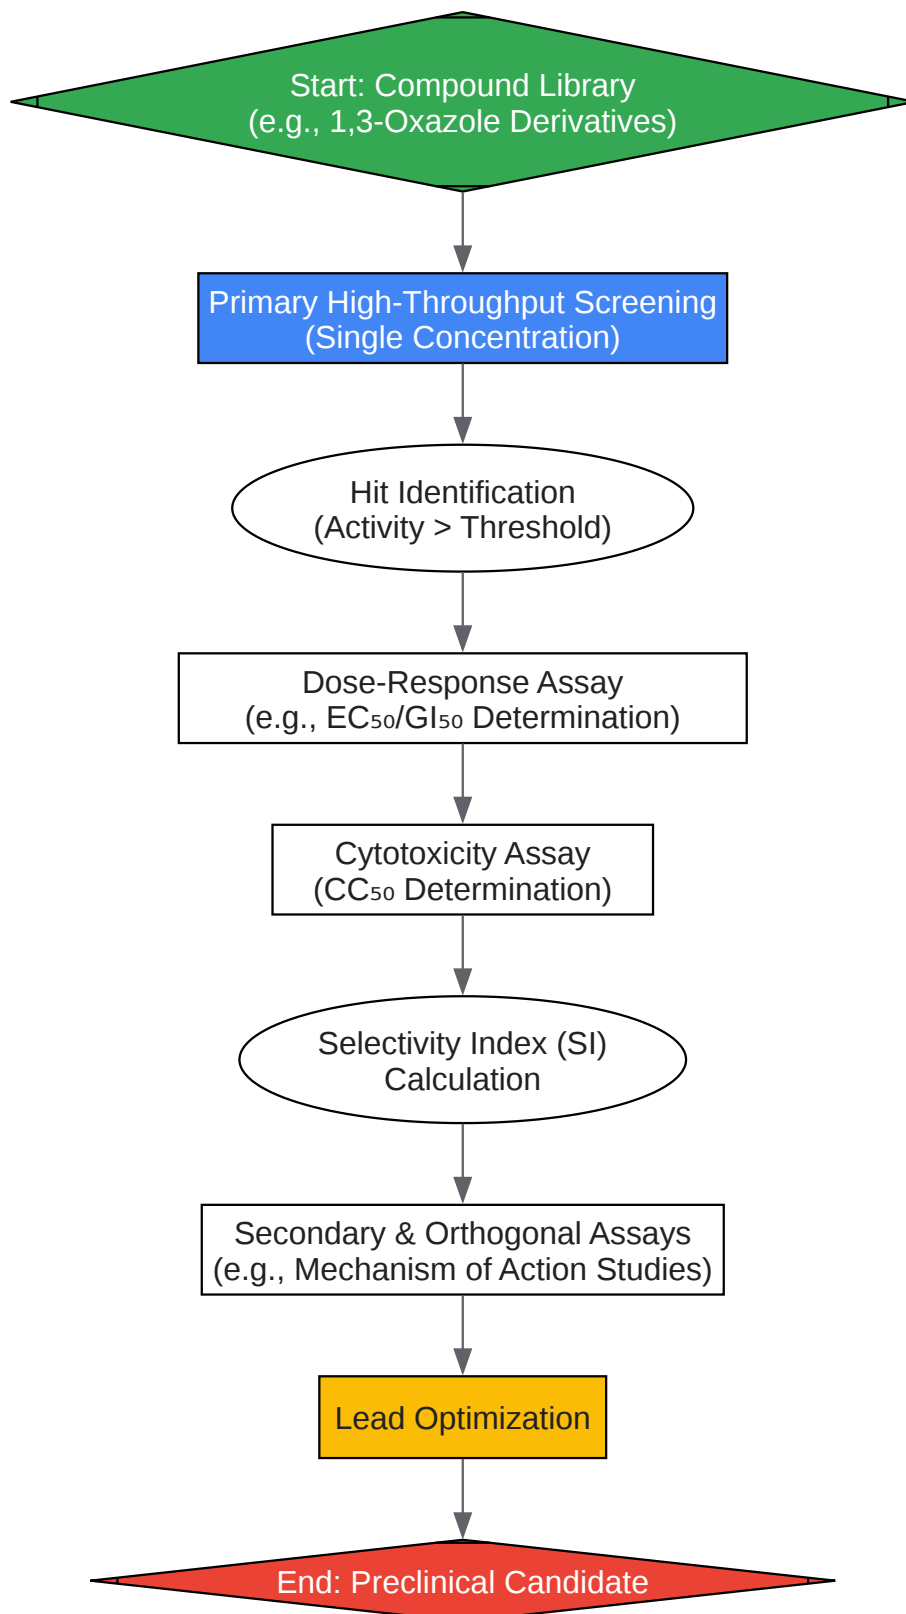 Start: Compound Library
(e.g., 1,3-Oxazole Derivatives)
Primary High-Throughput Screening
(Single Concentration)
Hit Identification
(Activity > Threshold)
Dose-Response Assay
(e.g., EC₅₀/GI₅₀ Determination)
Cytotoxicity Assay
(CC₅₀ Determination)
Selectivity Index (SI)
Calculation
Secondary & Orthogonal Assays
(e.g., Mechanism of Action Studies)
Lead Optimization
End: Preclinical Candidate